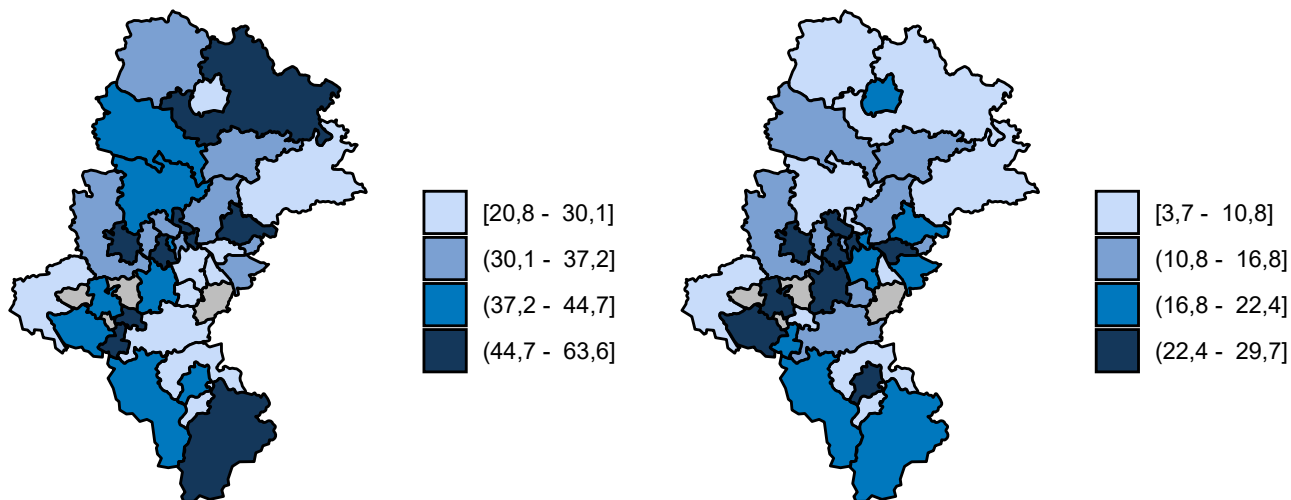 [20,8 - 30,1]
(30,1 - 37,2]
(37,2 - 44,7]
(44,7 - 63,6]
[3,7 - 10,8]
(10,8 - 16,8]
(16,8 - 22,4]
(22,4 - 29,7]